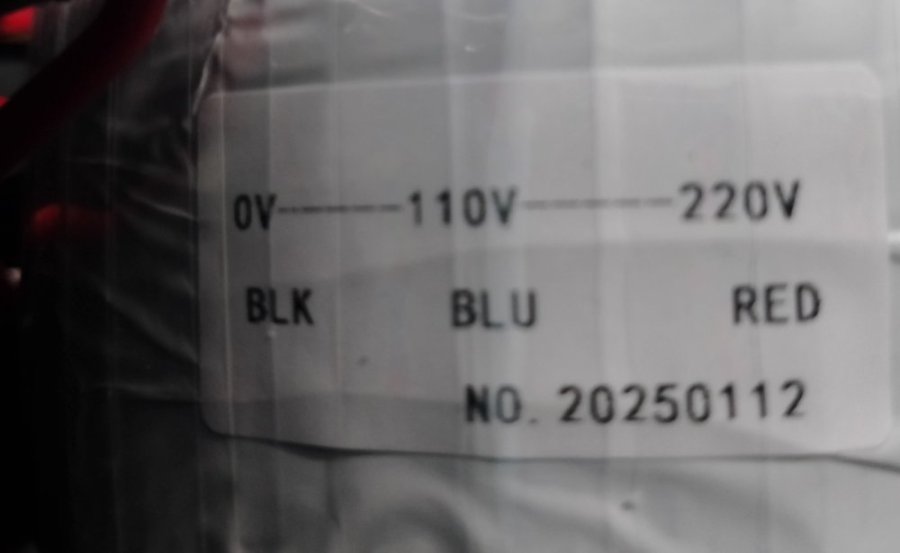 0V------110V------220V
BLK BLU RED
NO. 20250112